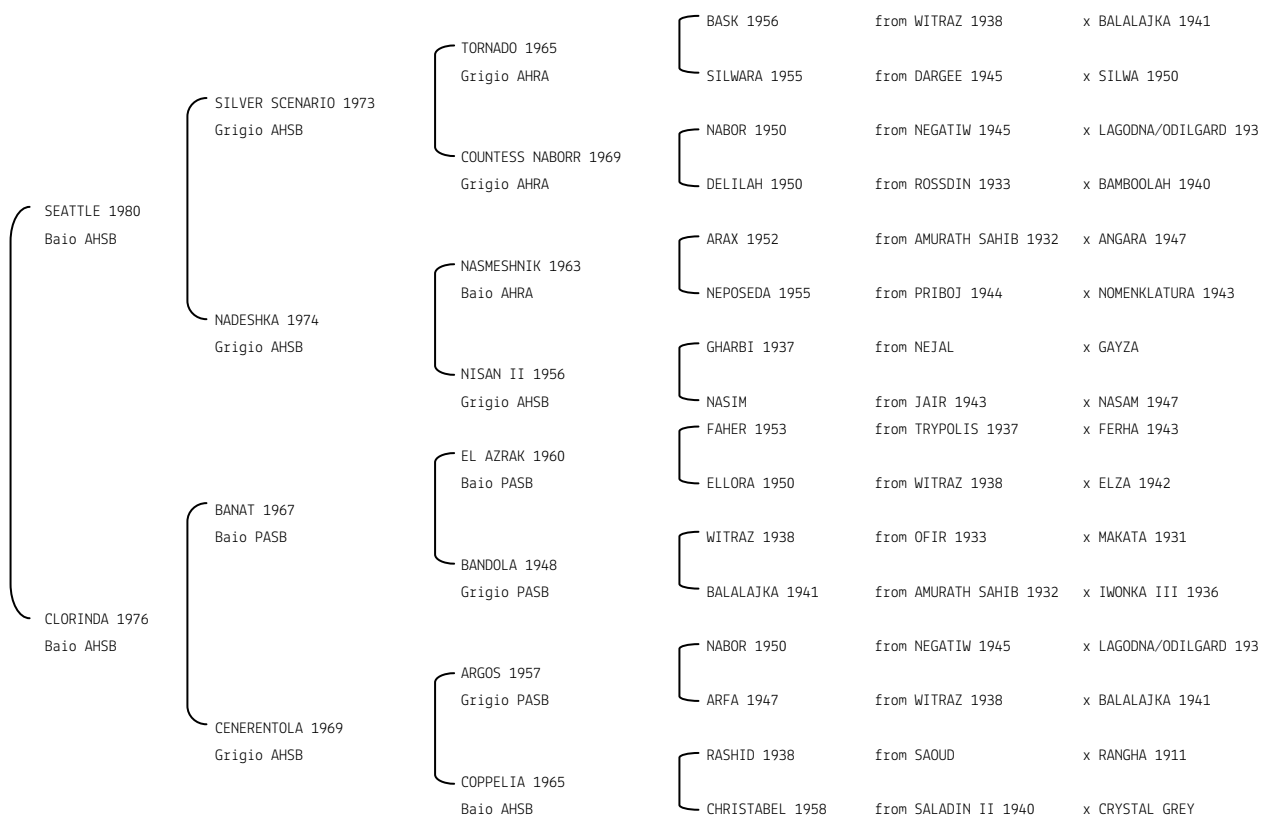 BASK 1956 from WITRAZ 1938 x BALALAJKA 1941
TORNADO 1965
Grigio AHRA SILWARA 1955 from DARGEE 1945 x SILWA 1950
SILVER SCENARIO 1973
Grigio AHSB NABOR 1950 from NEGATIW 1945 x LAGODNA/ODILGARD 193
COUNTESS NABORR 1969
Grigio AHRA DELILAH 1950 from ROSSDIN 1933 x BAMBOOLAH 1940
SEATTLE 1980
Baio AHSB ARAX 1952 from AMURATH SAHIB 1932 x ANGARA 1947
NASMESHNIK 1963
Baio AHRA NEPOSEDA 1955 from PRIBOJ 1944 x NOMENKLATURA 1943
NADESHKA 1974
Grigio AHSB GHARBI 1937 from NEJAL x GAYZA
NISAN II 1956
Grigio AHSB NASIM from JAIR 1943 x NASAM 1947
FAHER 1953 from TRYPOLIS 1937 x FERHA 1943
EL AZRAK 1960
Baio PASB ELLORA 1950 from WITRAZ 1938 x ELZA 1942
BANAT 1967
Baio PASB WITRAZ 1938 from OFIR 1933 x MAKATA 1931
BANDOLA 1948
Grigio PASB BALALAJKA 1941 from AMURATH SAHIB 1932 x IWONKA III 1936
CLORINDA 1976
Baio AHSB NABOR 1950 from NEGATIW 1945 x LAGODNA/ODILGARD 193
ARGOS 1957
Grigio PASB ARFA 1947 from WITRAZ 1938 x BALALAJKA 1941
CENERENTOLA 1969
Grigio AHSB RASHID 1938 from SAOUD x RANGHA 1911
COPPELIA 1965
Baio AHSB CHRISTABEL 1958 from SALADIN II 1940 x CRYSTAL GREY